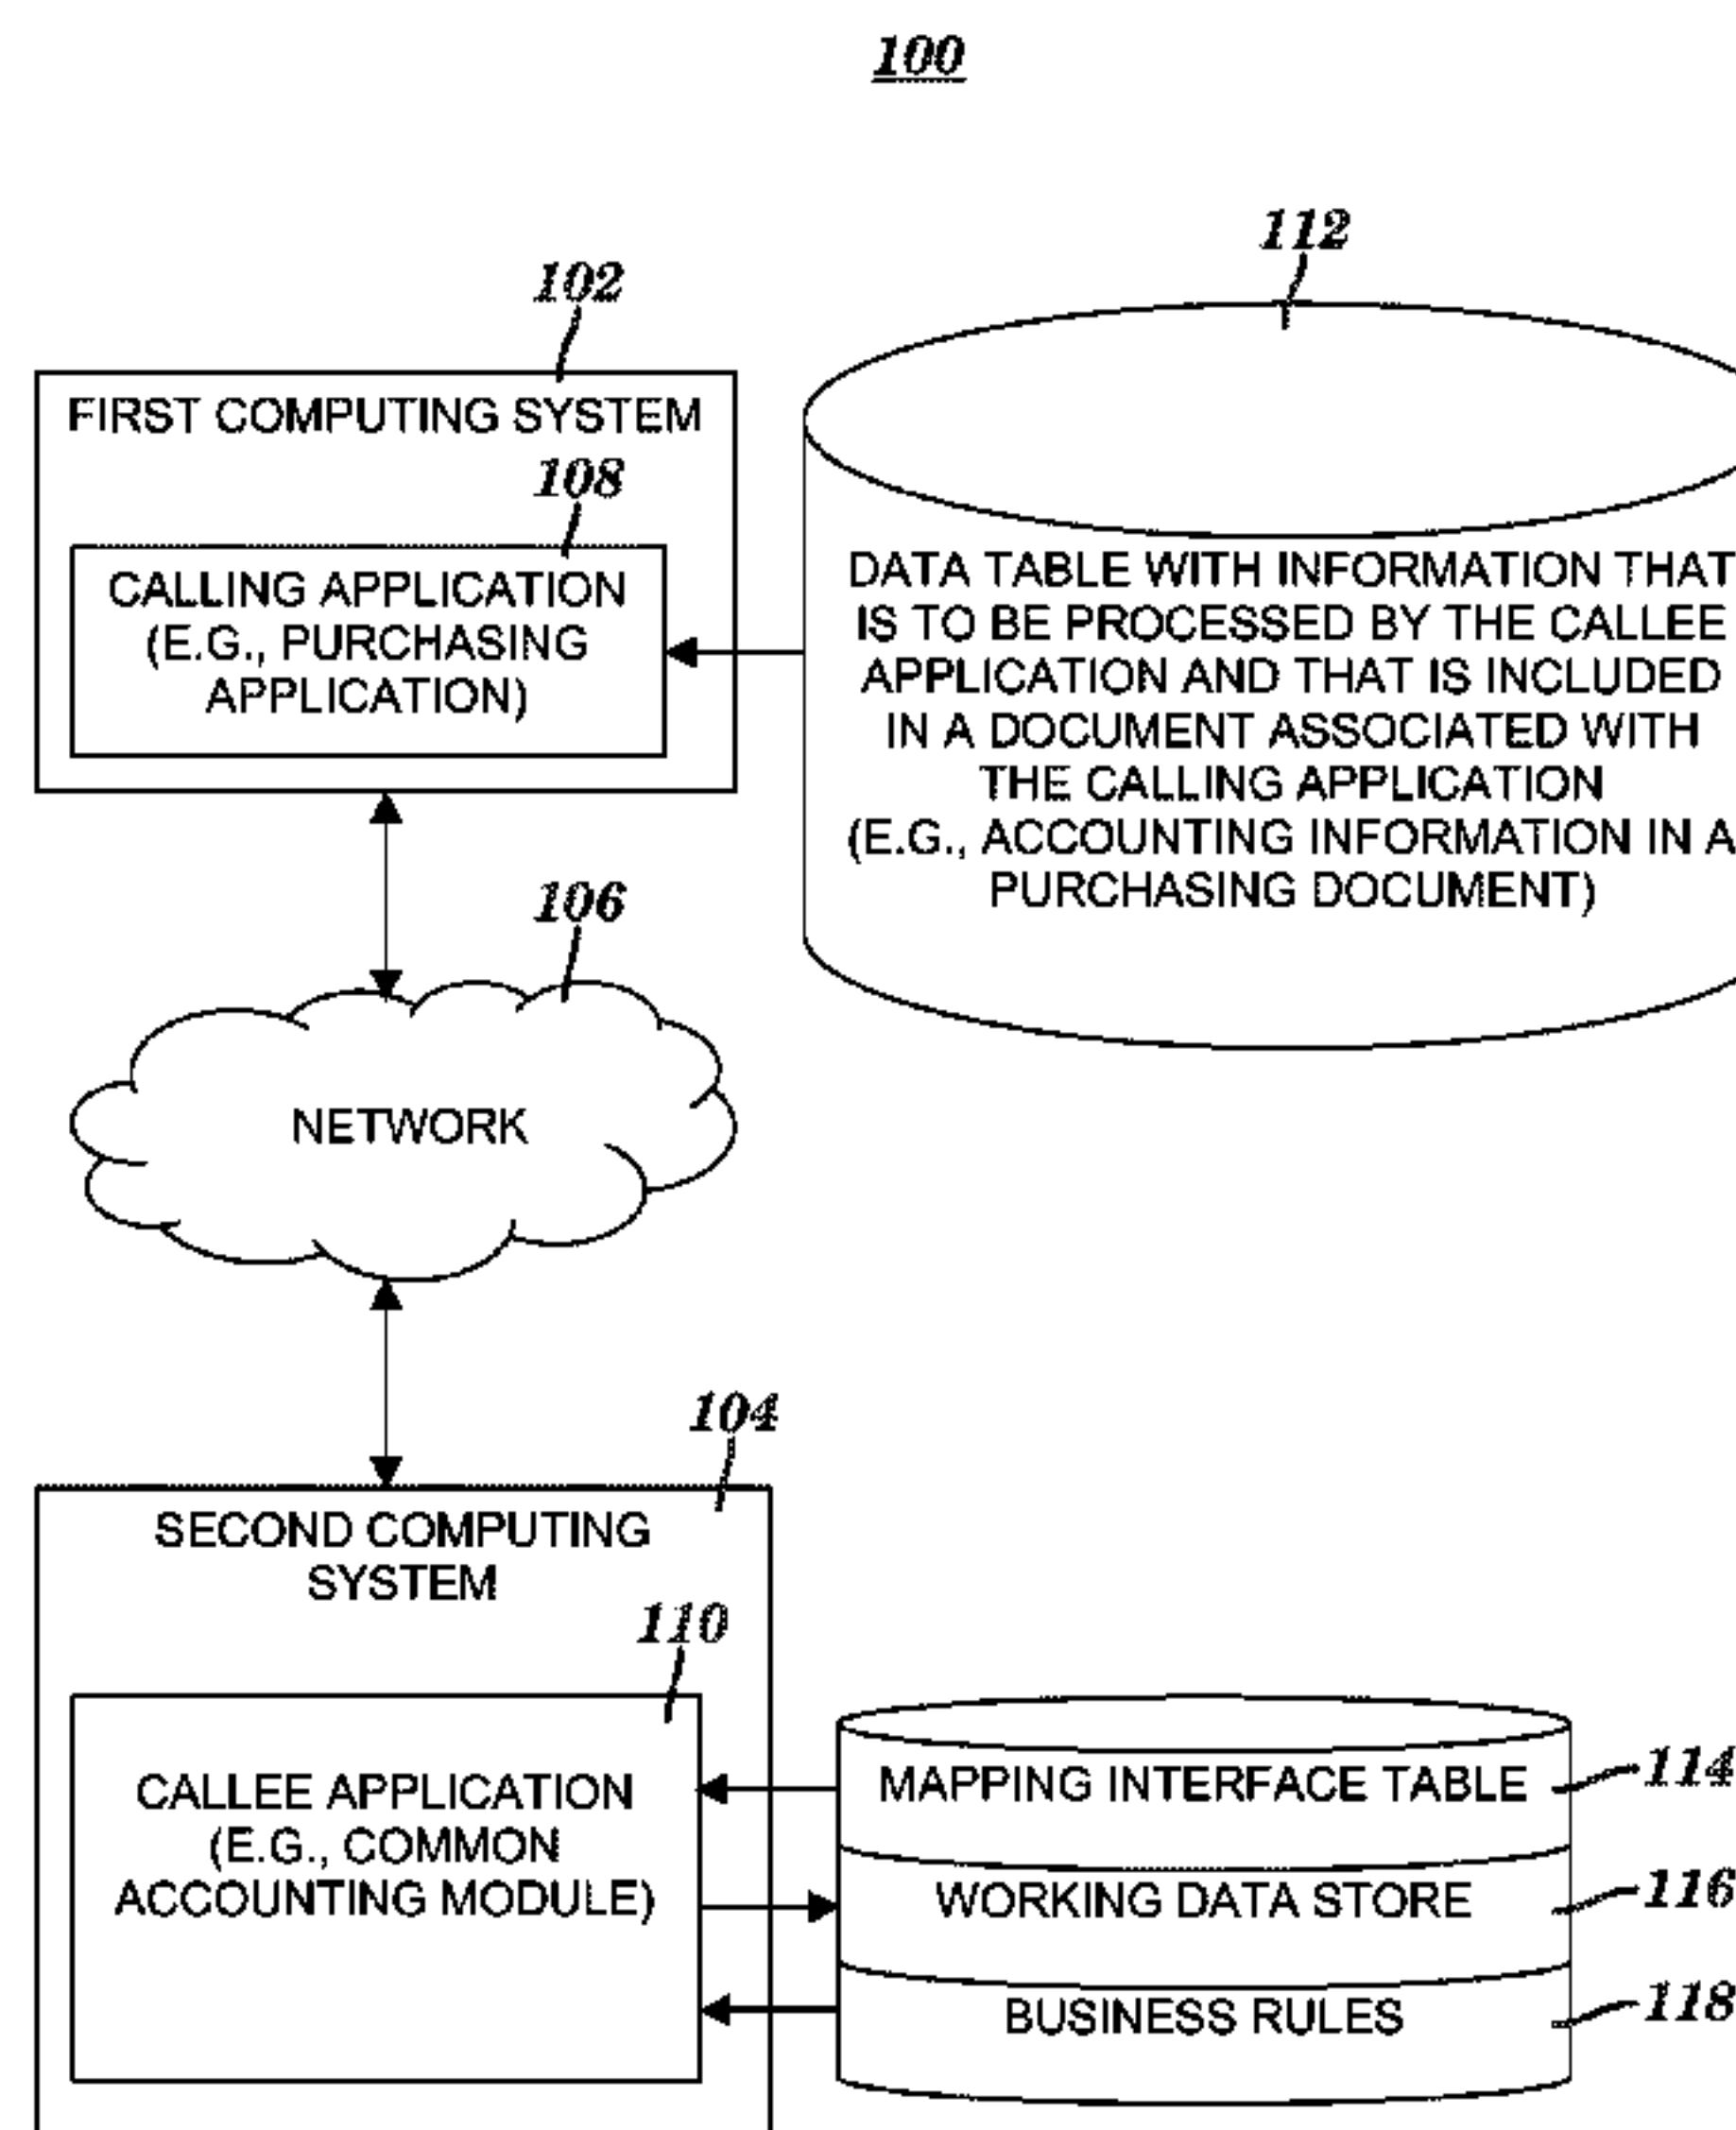 100
112
102
FIRST COMPUTING SYSTEM
108
CALLING APPLICATION
(E.G., PURCHASING
APPLICATION)
DATA TABLE WITH INFORMATION THAT
IS TO BE PROCESSED BY THE CALLEE
APPLICATION AND THAT IS INCLUDED
IN A DOCUMENT ASSOCIATED WITH
THE CALLING APPLICATION
(E.G., ACCOUNTING INFORMATION IN A
PURCHASING DOCUMENT)
106
NETWORK
104
SECOND COMPUTING
SYSTEM
110
CALLEE APPLICATION
(E.G., COMMON
ACCOUNTING MODULE)
MAPPING INTERFACE TABLE
114
WORKING DATA STORE
116
BUSINESS RULES
118